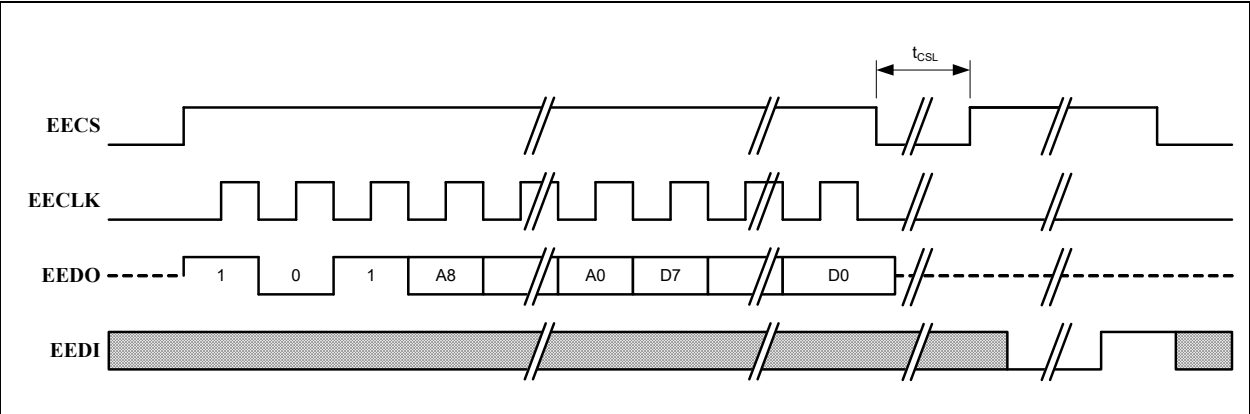 tCSL
EECS
EECLK
EEDO 1 0 1 A8 A0 D7 D0
EEDI